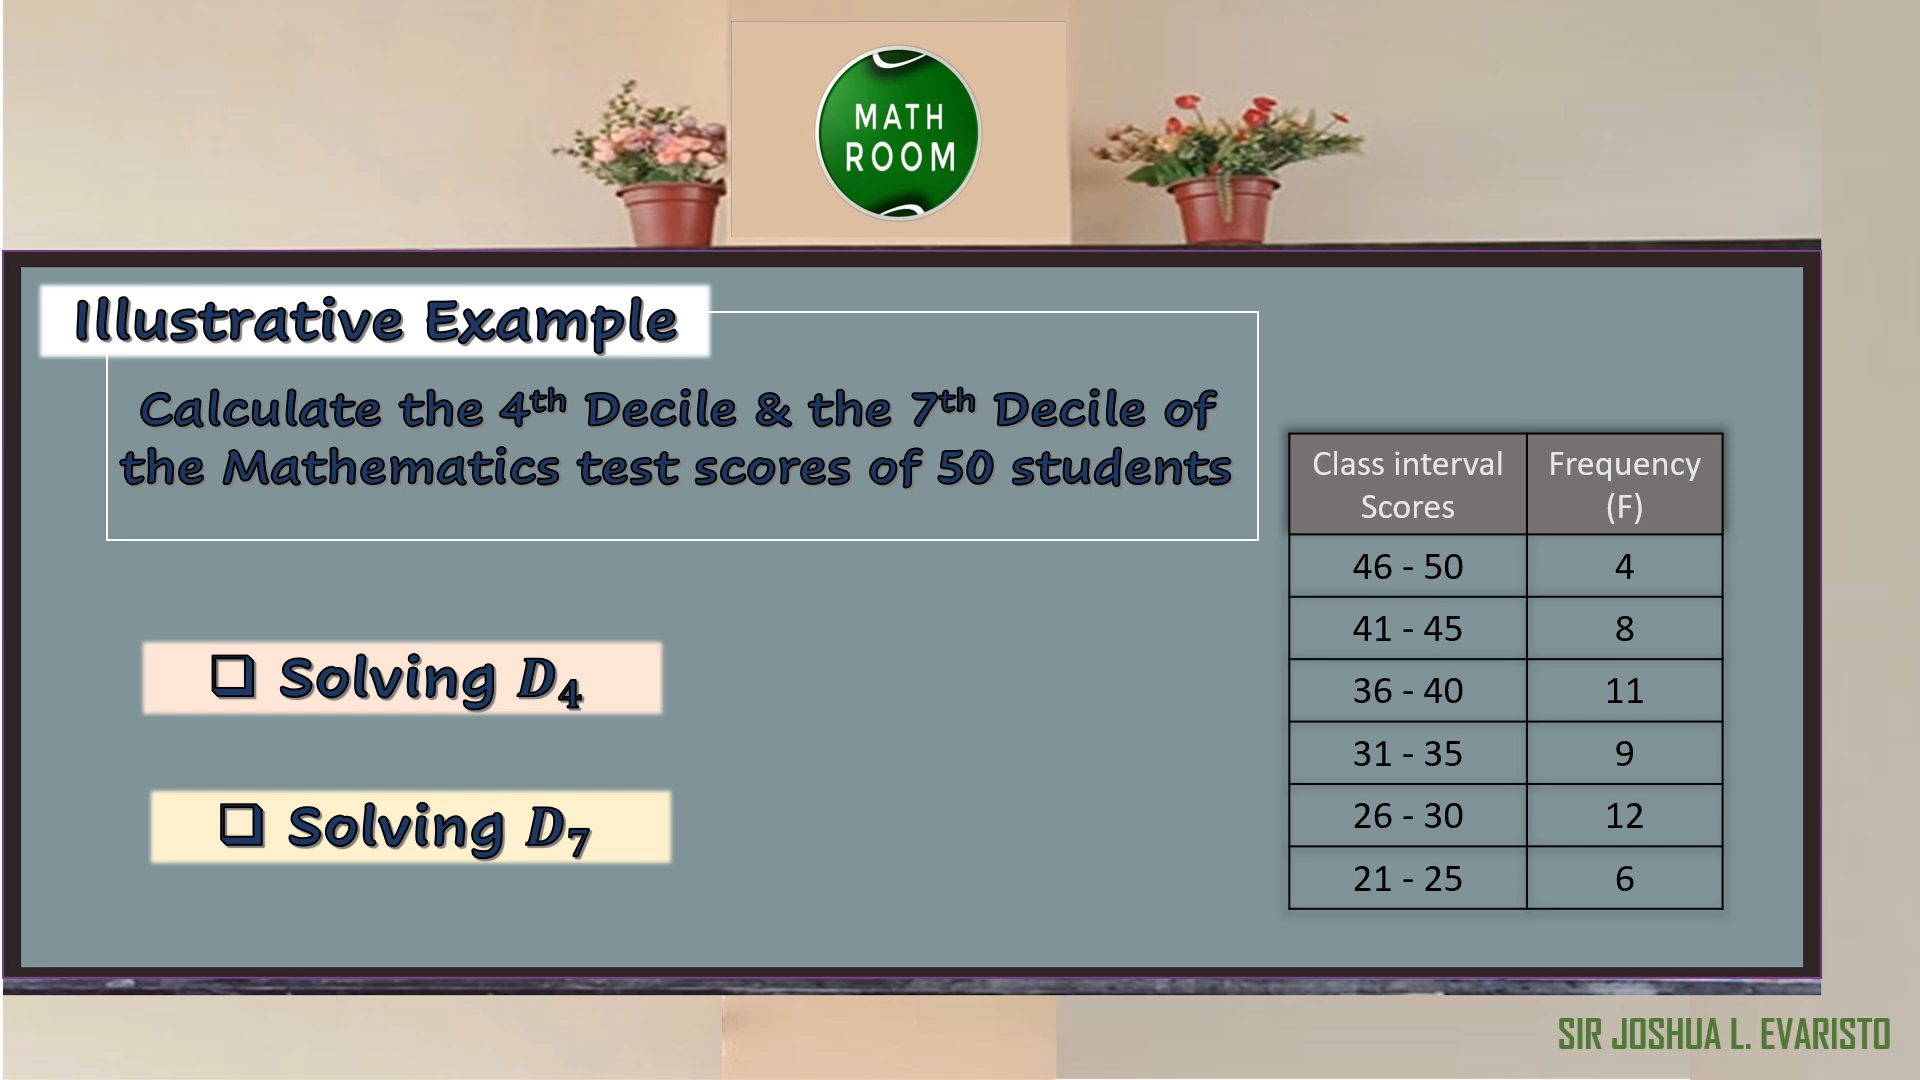 MATH
ROOM
Illustrative Example
Calculate the 4th Decile & the 7th Decile of
the Mathematics test scores of 50 students
❑ Solving D4
❑ Solving D7
Class interval Scores Frequency (F)
46 - 50 4
41 - 45 8
36 - 40 11
31 - 35 9
26 - 30 12
21 - 25 6
SIR JOSHUA L. EVARISTO